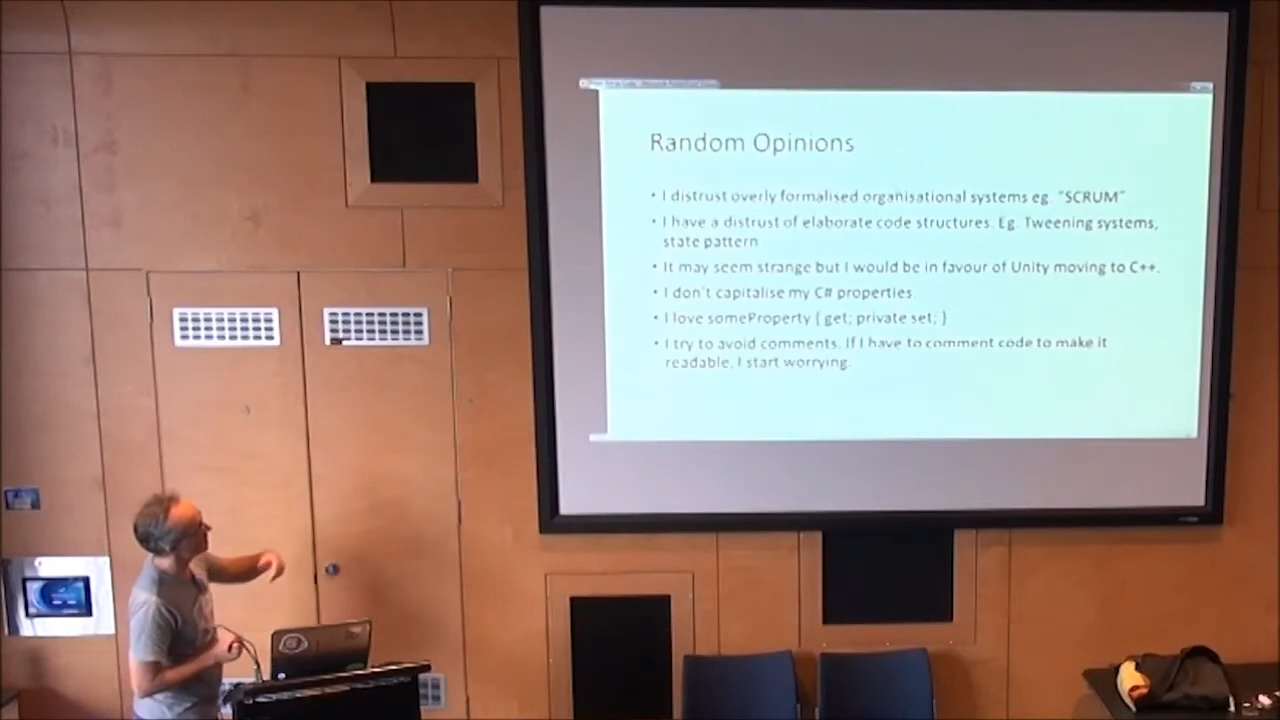 Random Opinions
• I distrust overly formalised organisational systems eg. "SCRUM"
• I have a distrust of elaborate code structures. Eg. Tweening systems,
state pattern
• It may seem strange but I would be in favour of Unity moving to C++.
• I don't capitalise my C# properties
• I love someProperty { get; private set; }
• I try to avoid comments. If I have to comment code to make it
readable, I start worrying.